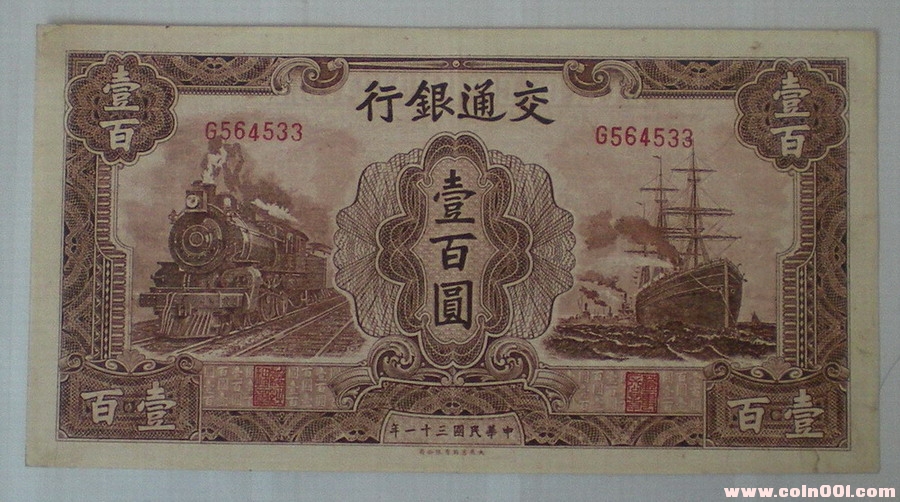 交通銀行
壹百
壹百
G564533
G564533
壹百圓
壹百
壹百
中華民國三十一年
www.coin001.com